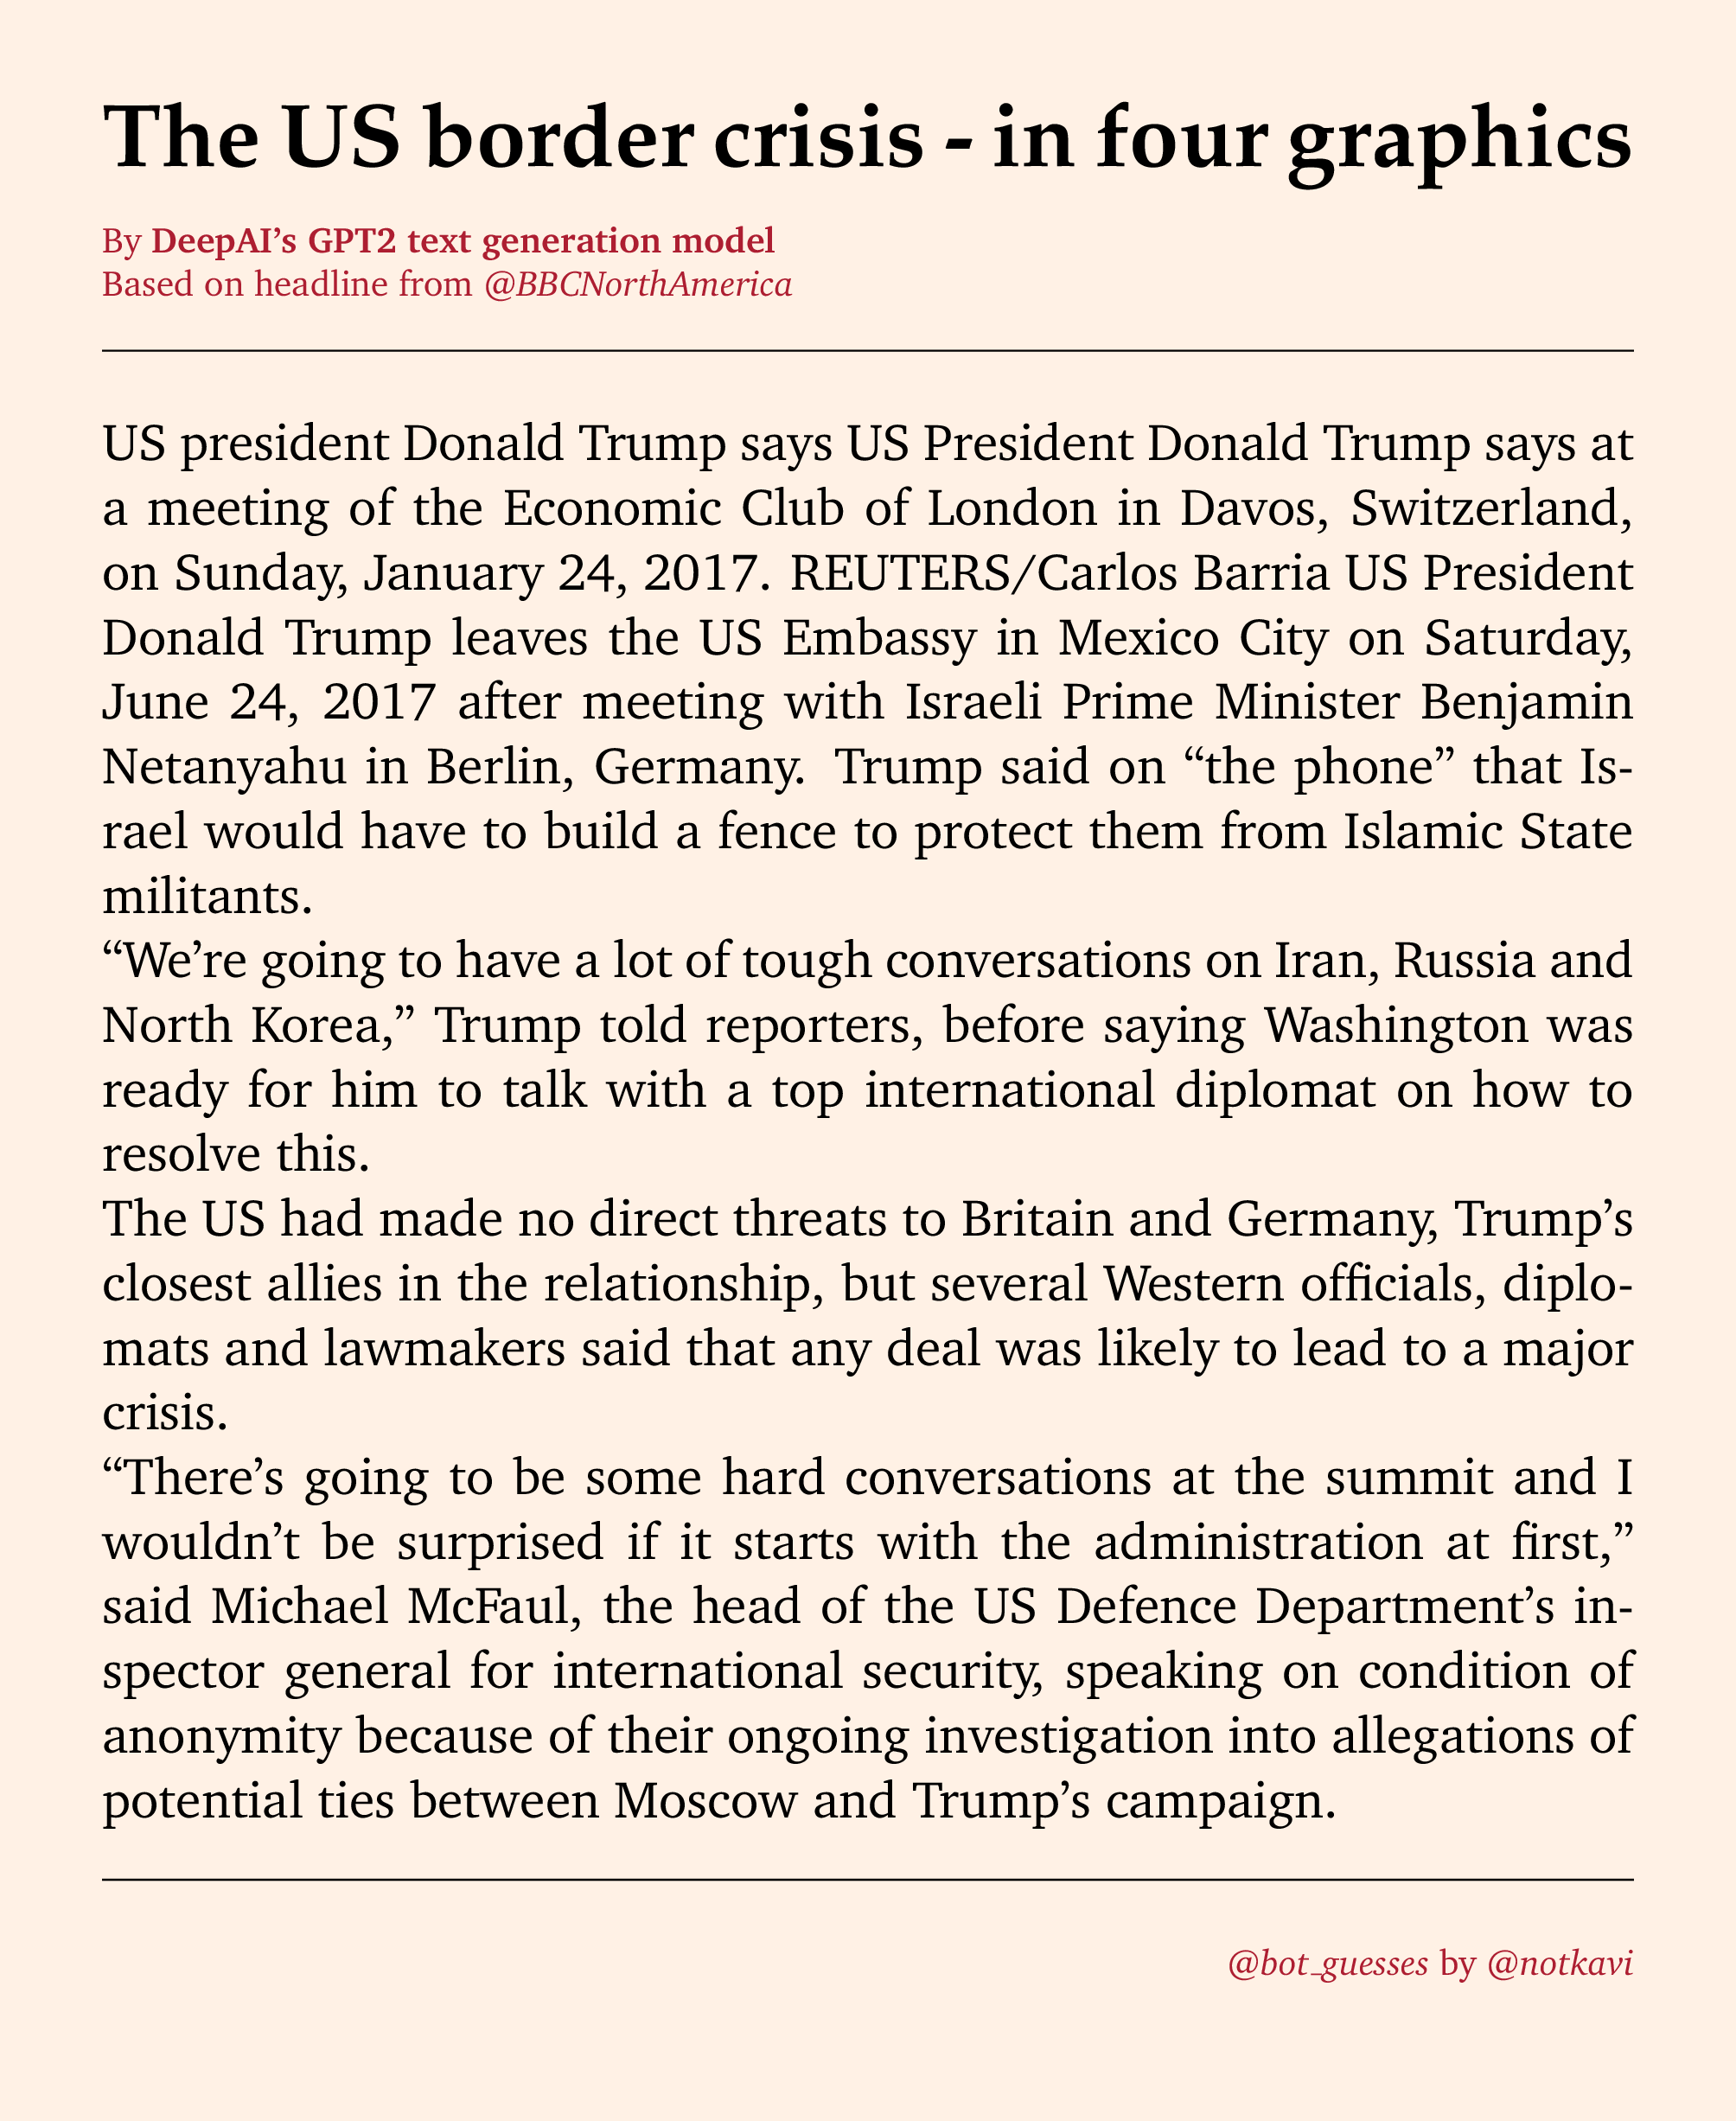 The US border crisis - in four graphics
By DeepAI’s GPT2 text generation model
Based on headline from @BBCNorthAmerica
US president Donald Trump says US President Donald Trump says at
a meeting of the Economic Club of London in Davos, Switzerland,
on Sunday, January 24, 2017. REUTERS/Carlos Barria US President
Donald Trump leaves the US Embassy in Mexico City on Saturday,
June 24, 2017 after meeting with Israeli Prime Minister Benjamin
Netanyahu in Berlin, Germany. Trump said on “the phone” that Is-
rael would have to build a fence to protect them from Islamic State
militants.
“We’re going to have a lot of tough conversations on Iran, Russia and
North Korea,” Trump told reporters, before saying Washington was
ready for him to talk with a top international diplomat on how to
resolve this.
The US had made no direct threats to Britain and Germany, Trump’s
closest allies in the relationship, but several Western officials, diplo-
mats and lawmakers said that any deal was likely to lead to a major
crisis.
“There’s going to be some hard conversations at the summit and I
wouldn’t be surprised if it starts with the administration at first,”
said Michael McFaul, the head of the US Defence Department’s in-
spector general for international security, speaking on condition of
anonymity because of their ongoing investigation into allegations of
potential ties between Moscow and Trump’s campaign.
@bot_guesses by @notkavi